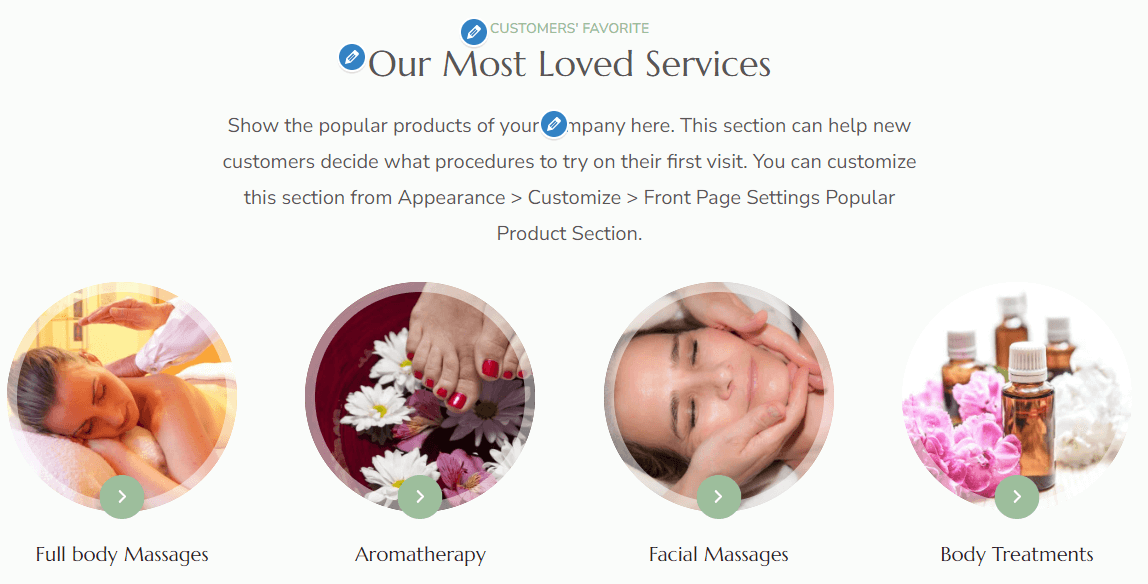 CUSTOMERS' FAVORITE
Our Most Loved Services
Show the popular products of your mpany here. This section can help new
customers decide what procedures to try on their first visit. You can customize
this section from Appearance > Customize > Front Page Settings Popular
Product Section.
Full body Massages
Aromatherapy
Facial Massages
Body Treatments